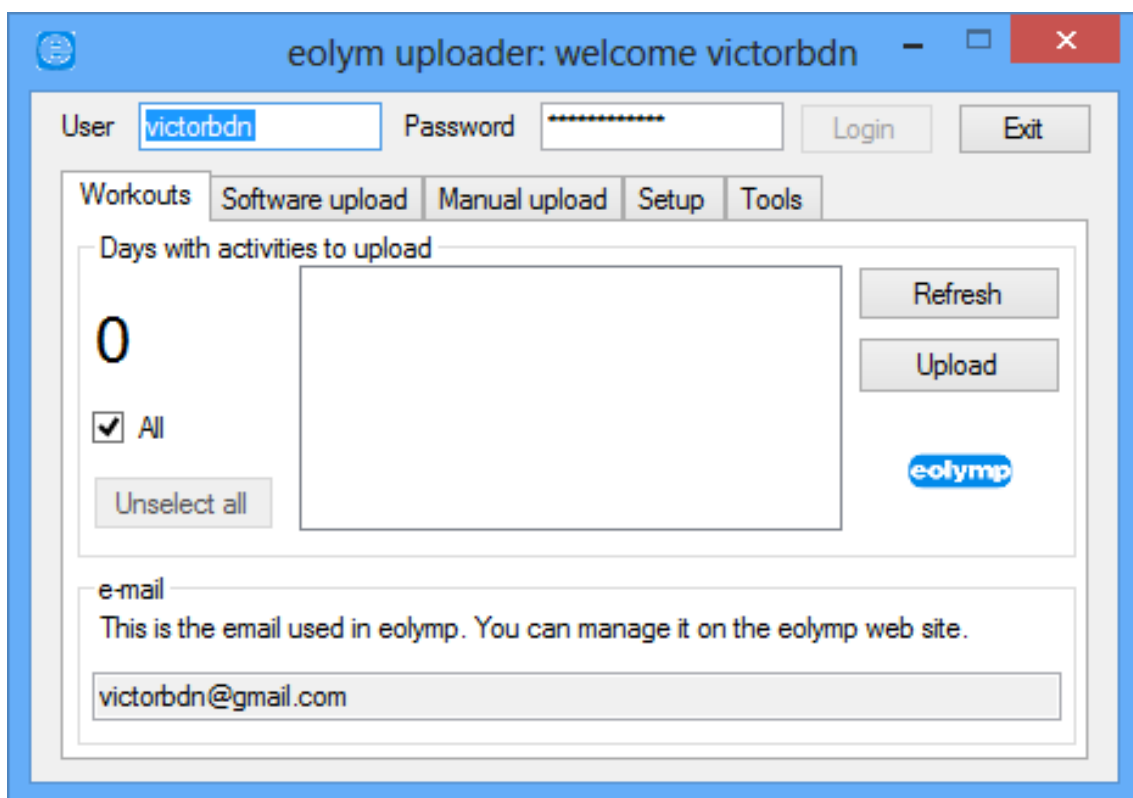 eolym uploader: welcome victorbdn
User victorbdn Password ************ Login Exit
Workouts Software upload Manual upload Setup Tools
Days with activities to upload
0
All
Unselect all
Refresh
Upload
eolymp
e-mail
This is the email used in eolymp. You can manage it on the eolymp web site.
victorbdn@gmail.com